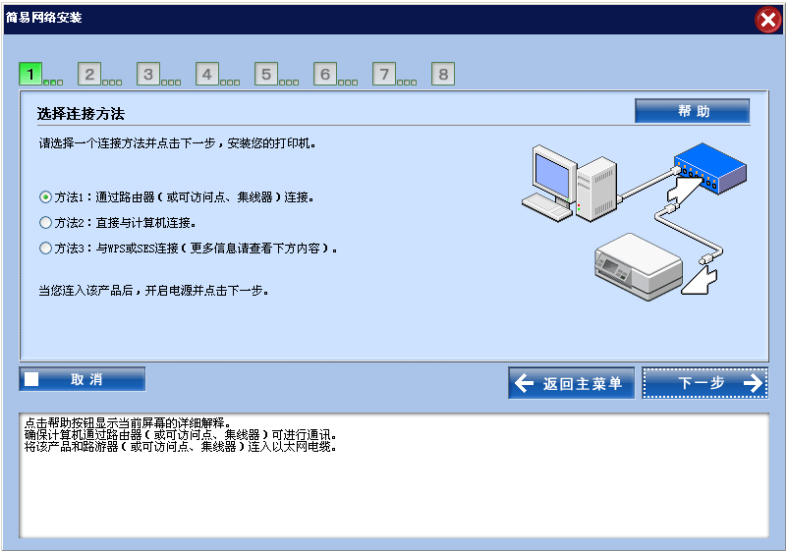 简易网络安装
1 2 3 4 5 6 7 8
选择连接方法
帮助
请选择一个连接方法并点击下一步，安装您的打印机。
方法1：通过路由器（或可访问点、集线器）连接。
方法2：直接与计算机连接。
方法3：与WPS或SES连接（更多信息请查看下方内容）.
当您连入该产品后，开启电源并点击下一步。
取消
返回主菜单
下一步
点击帮助按钮显示当前屏幕的详细解释。
确保计算机通过路由器（或可访问点、集线器）可进行通讯。
将该产品和路游器（或可访问点、集线器）连入以太网电缆。